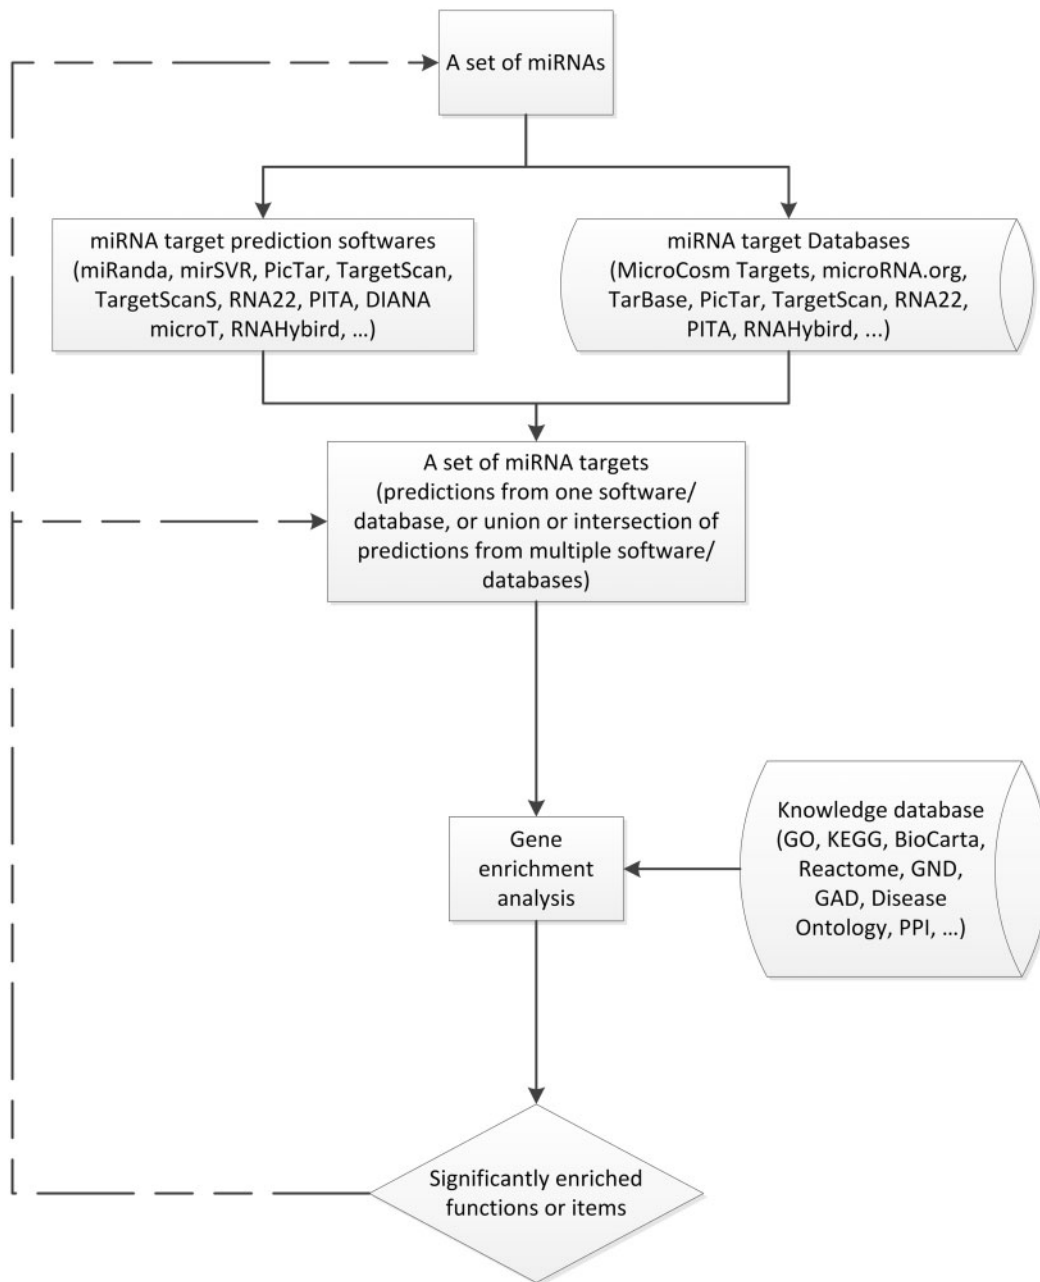 A set of miRNAs
miRNA target prediction softwares
(miRanda, mirSVR, PicTar, TargetScan,
TargetScanS, RNA22, PITA, DIANA
microT, RNAHybird, …)
miRNA target Databases
(MicroCosm Targets, microRNA.org,
TarBase, PicTar, TargetScan, RNA22,
PITA, RNAHybird, ...)
A set of miRNA targets
(predictions from one software/
database, or union or intersection of
predictions from multiple software/
databases)
Gene
enrichment
analysis
Knowledge database
(GO, KEGG, BioCarta,
Reactome, GND,
GAD, Disease
Ontology, PPI, …)
Significantly enriched
functions or items